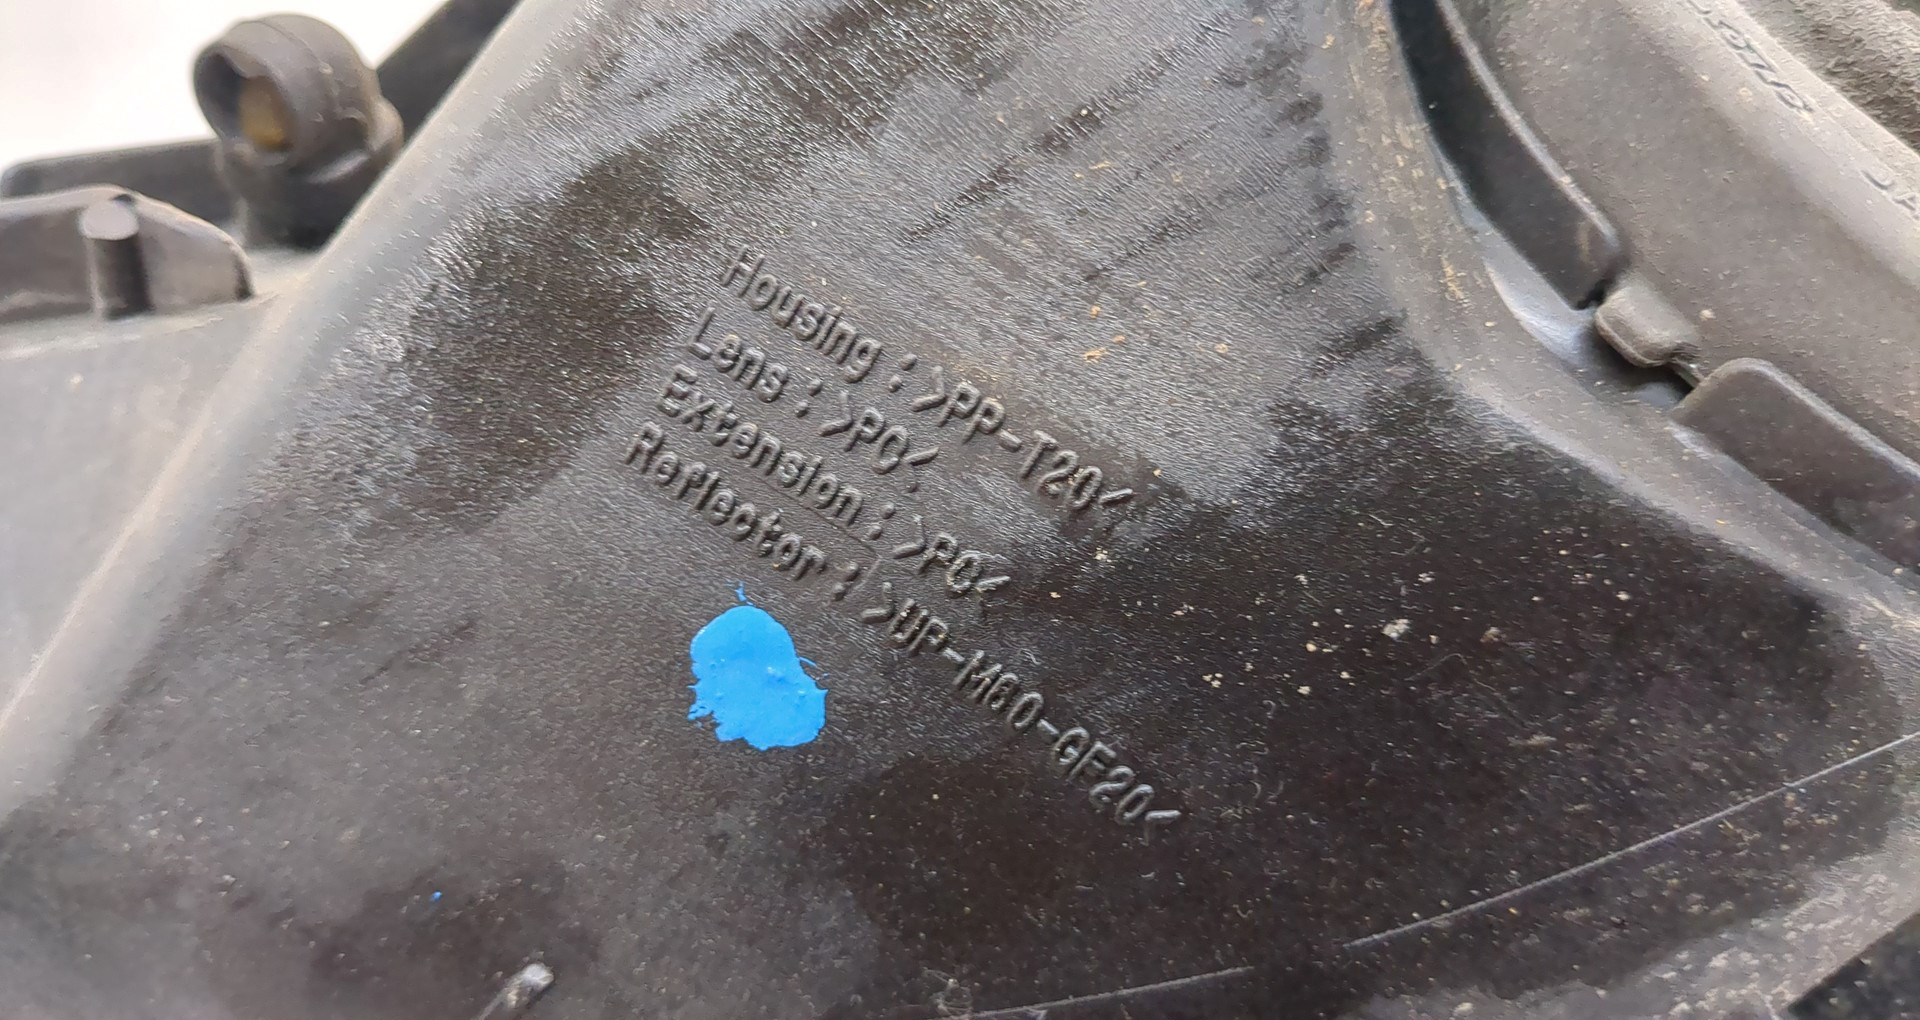 Housing : >PP-T20<
Lens : >PC<
Extension : >PC<
Reflector : >UP-M60-GF20<